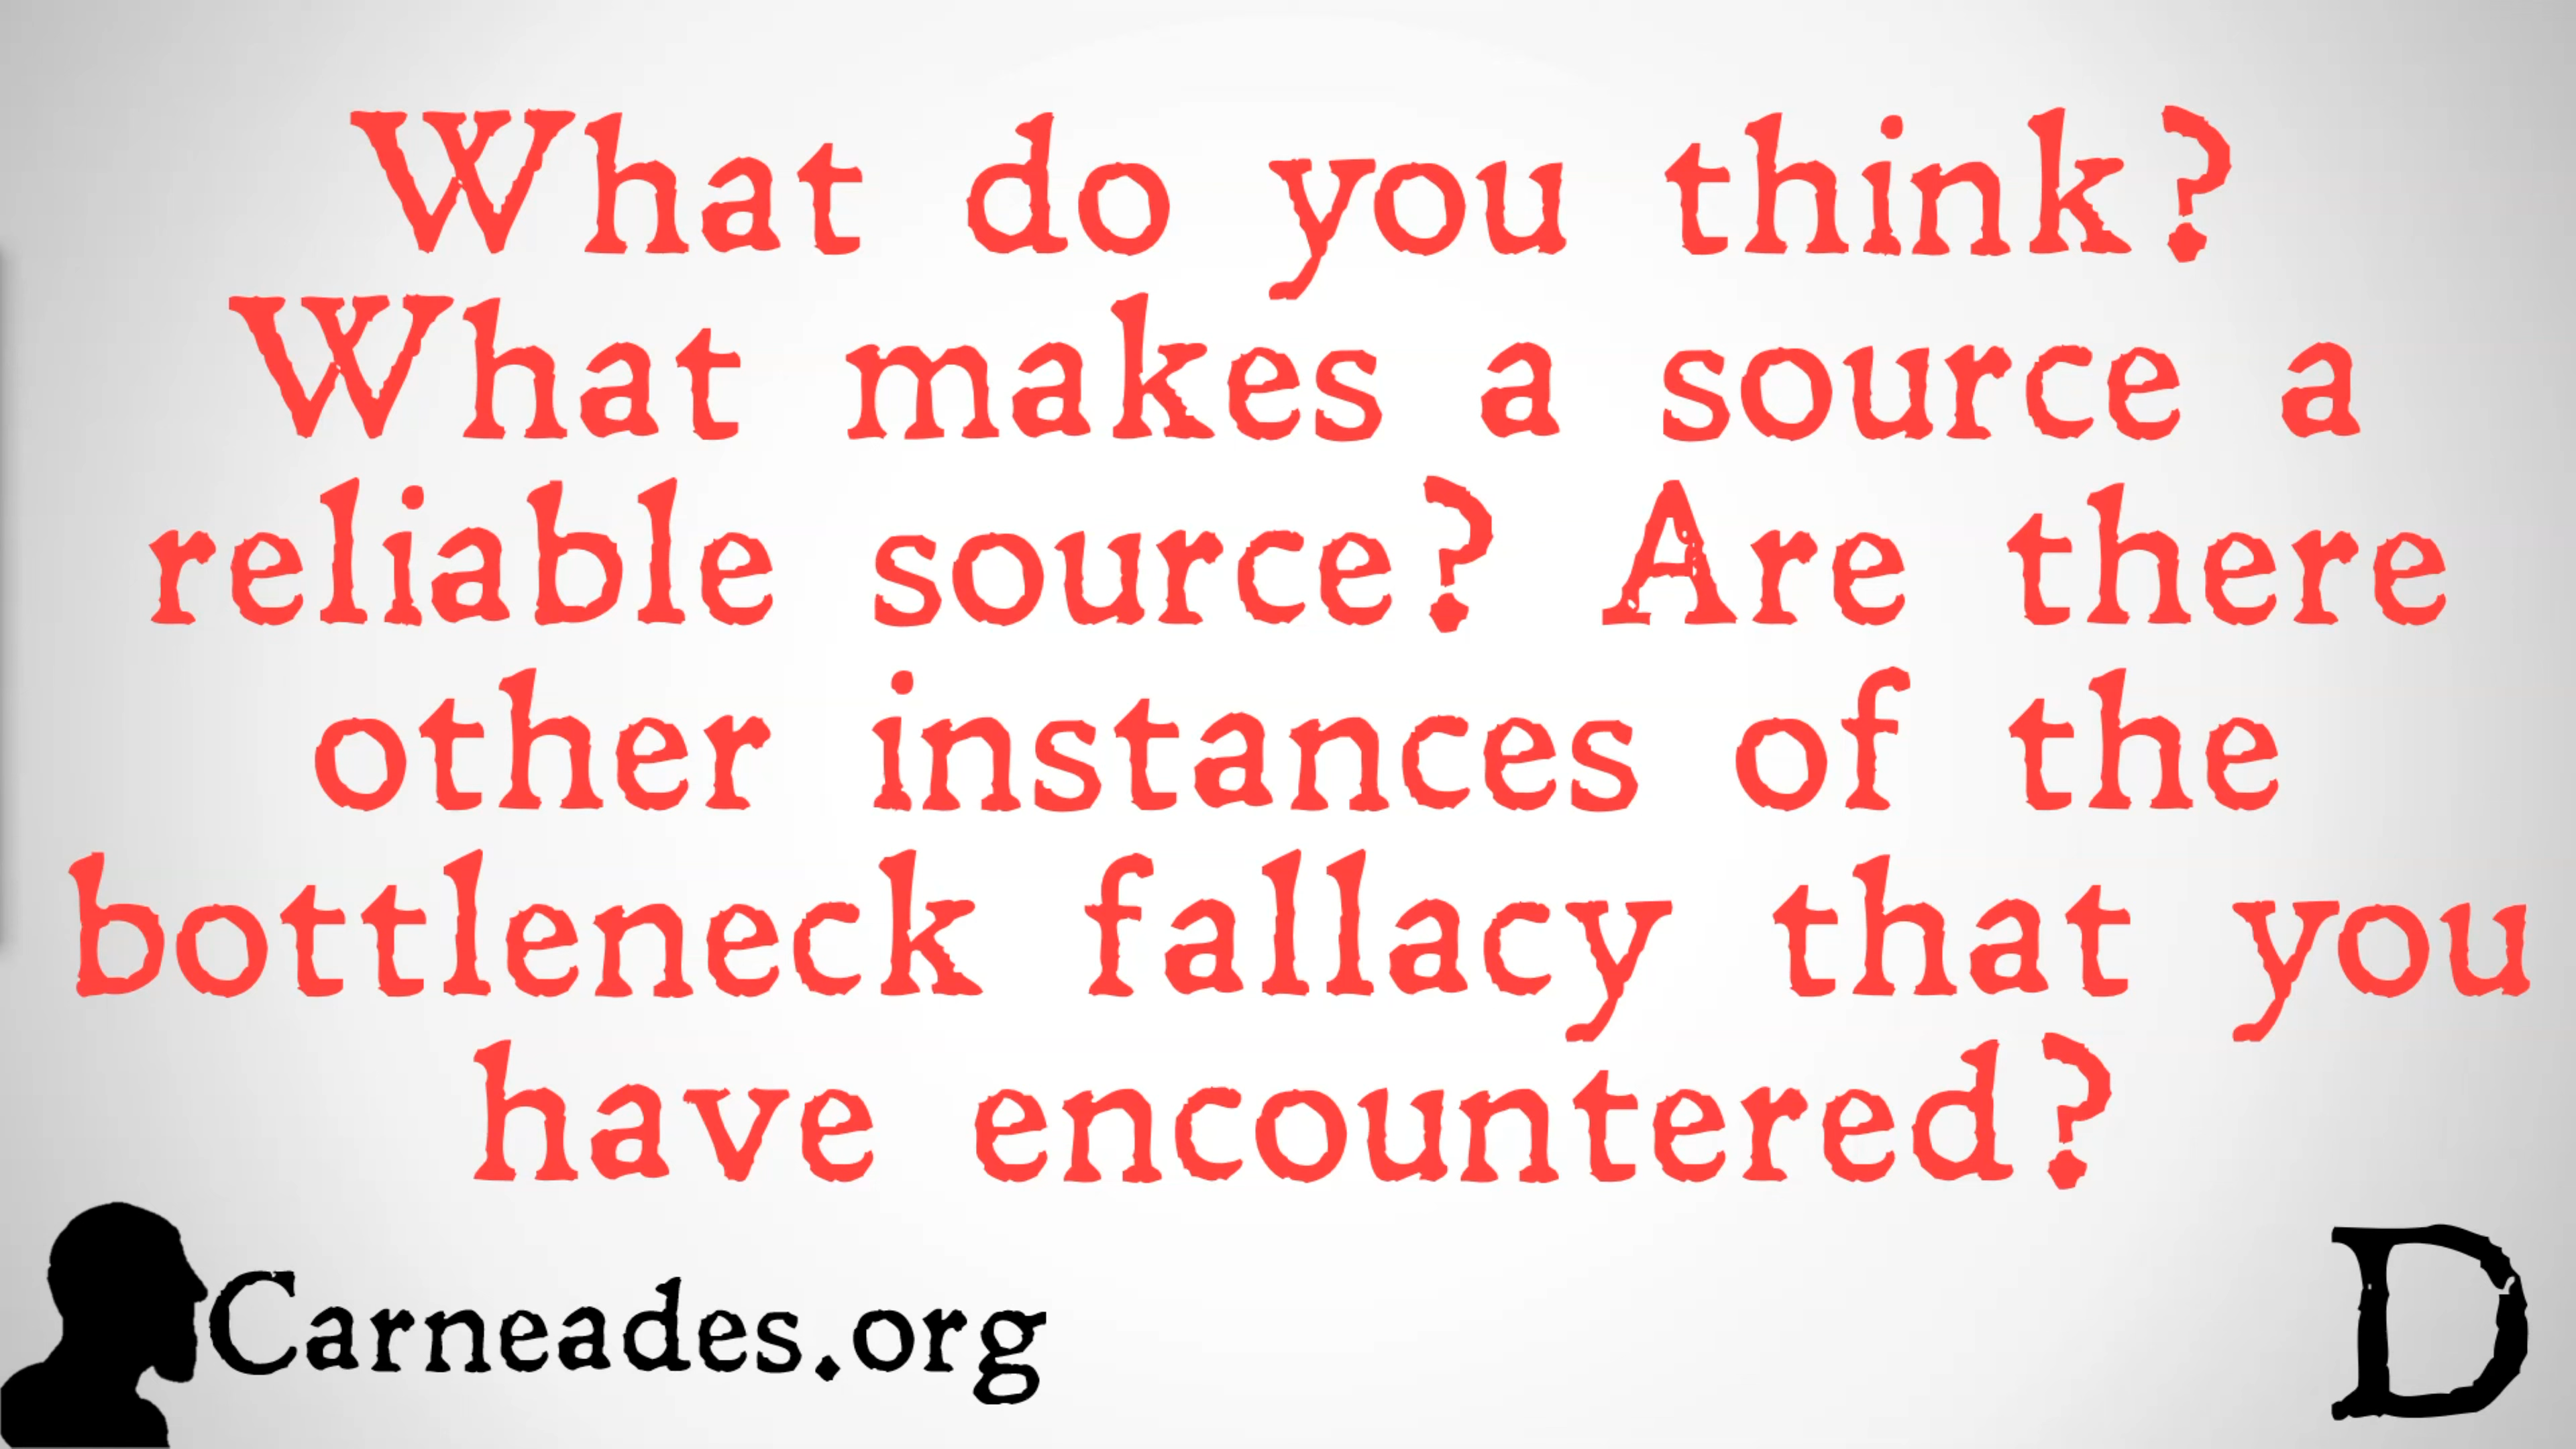 What do you think?
What makes a source a
reliable source? Are there
other instances of the
bottleneck fallacy that you
have encountered?
Carneades.org
D